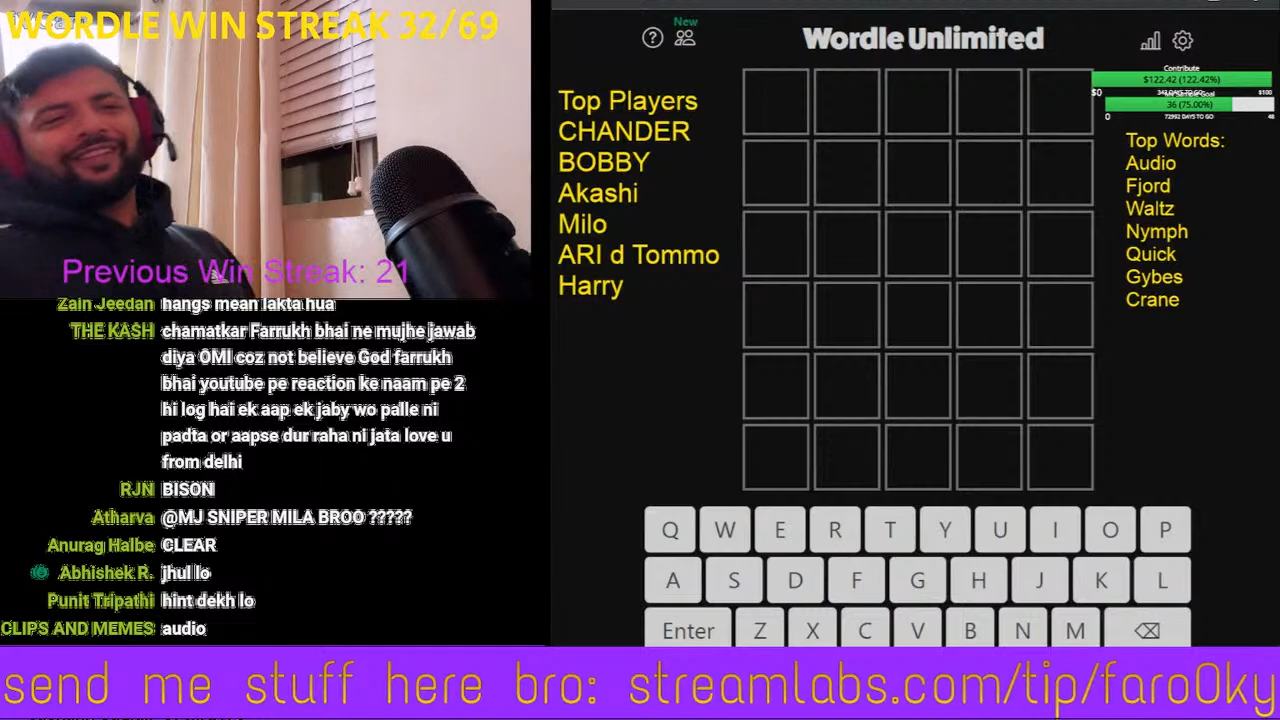 WORDLE WIN STREAK 32/69
Previous Win Streak: 21
Zain Jeedan hangs mean lakta hua
THE KASH chamatkar Farrukh bhai ne mujhe jawab
diya OMI coz not believe God farrukh
bhai youtube pe reaction ke naam pe 2
hi log hai ek aap ek jaby wo palle ni
padta or aapse dur raha ni jata love u
from delhi
RJN BISON
Atharva @MJ SNIPER MILA BROO ?????
Anurag Halbe CLEAR
Abhishek R. jhul lo
Punit Tripathi hint dekh lo
CLIPS AND MEMES audio
New
Wordle Unlimited
Top Players
CHANDER
BOBBY
Akashi
Milo
ARI d Tommo
Harry
Contribute
$122.42 (122.42%)
$0 $100
36 (75.00%)
0 48
Top Words:
Audio
Fjord
Waltz
Nymph
Quick
Gybes
Crane
Q W E R T Y U I O P
A S D F G H J K L
Enter Z X C V B N M
send me stuff here bro: streamlabs.com/tip/faro0ky